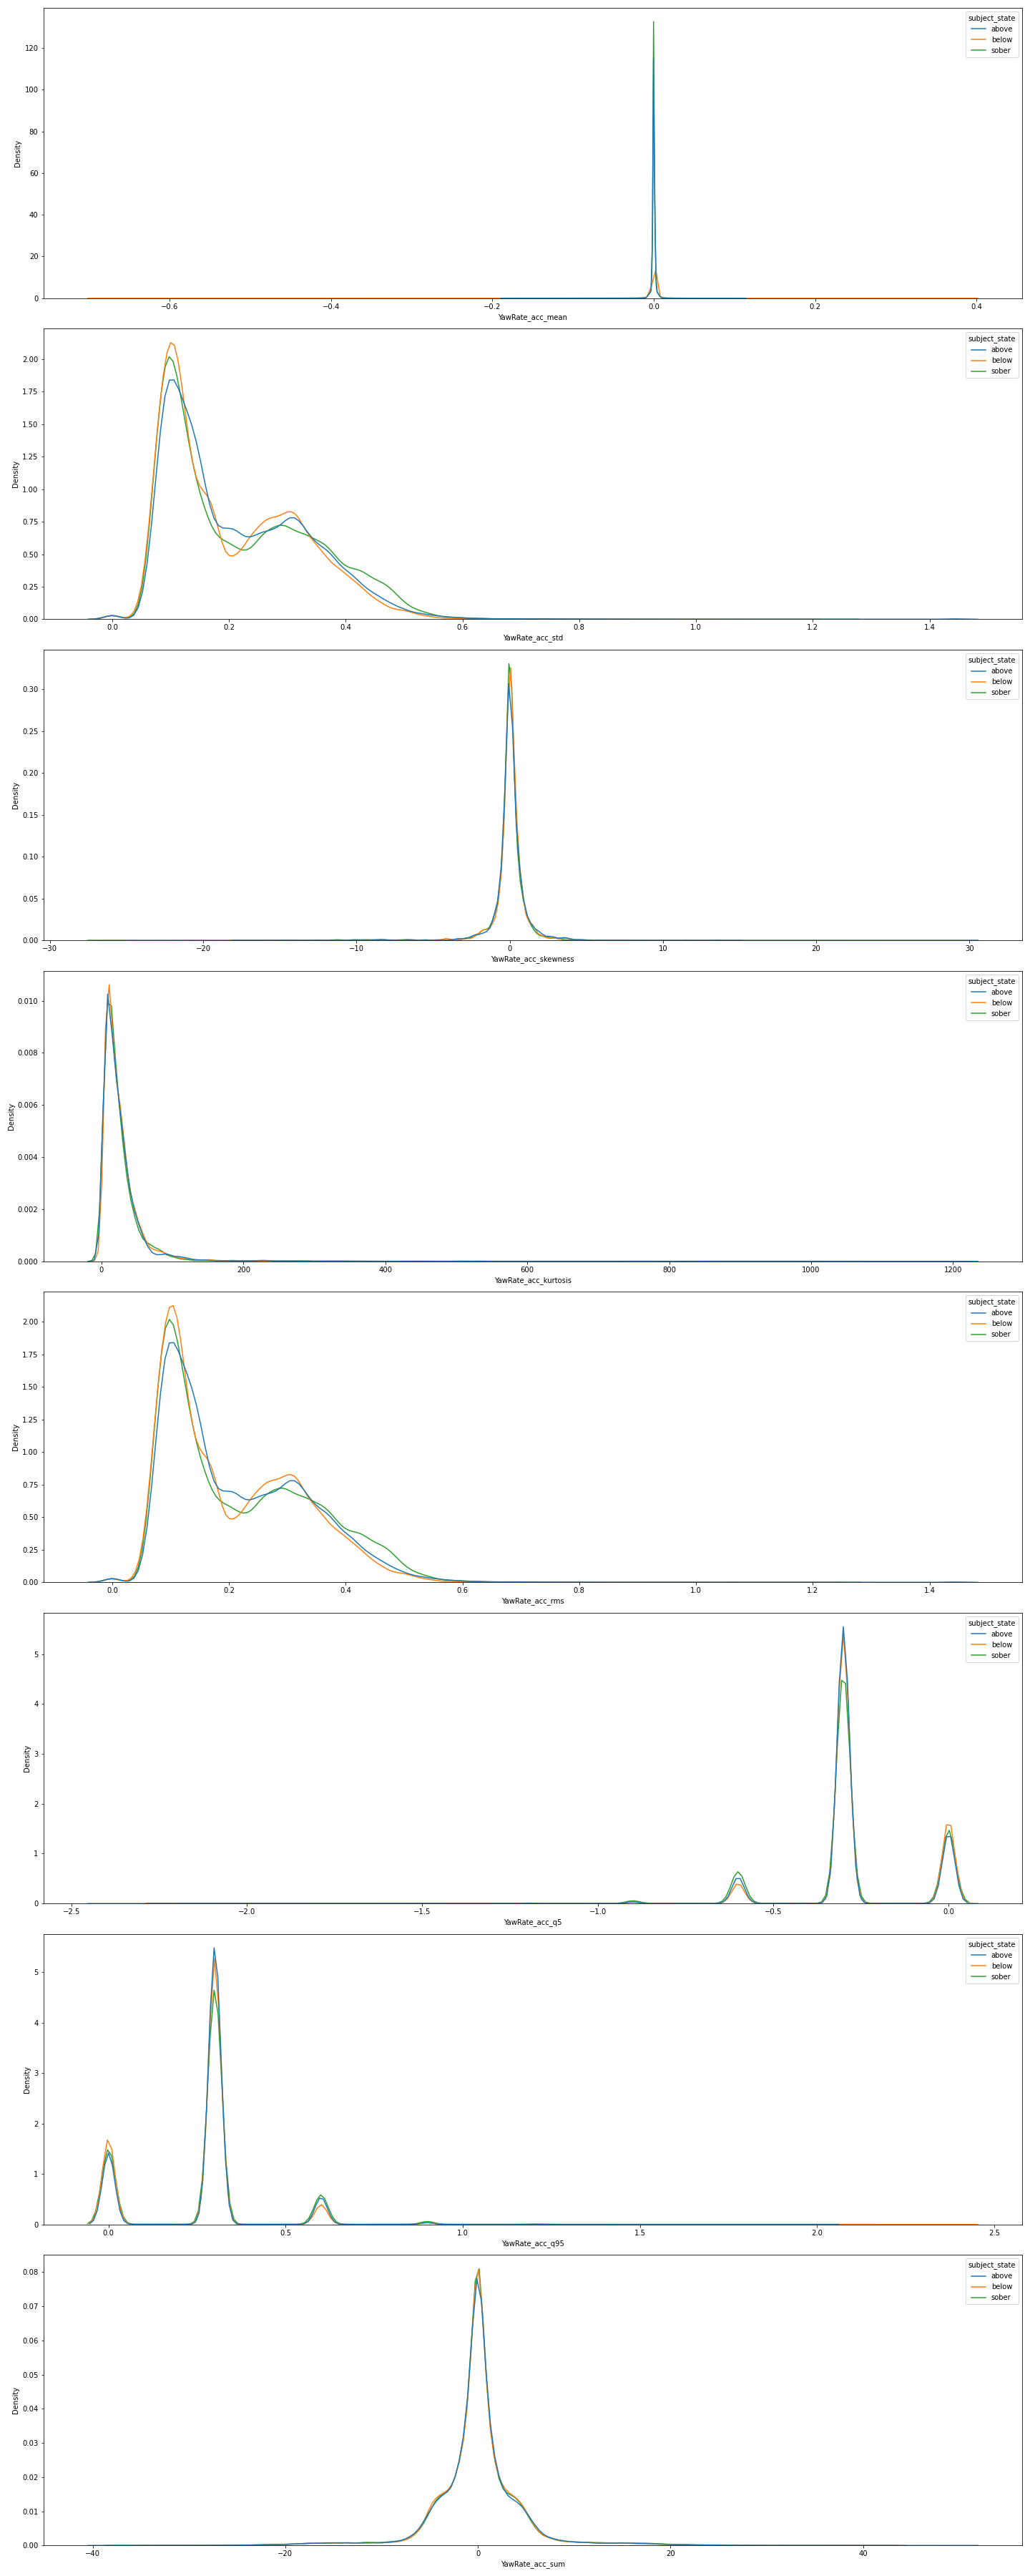 subject_state
above
below
sober
120
100
80
60
40
20
0
Density
−0.6 −0.4 −0.2 0.0 0.2 0.4
YawRate_acc_mean
subject_state
above
below
sober
2.00
1.75
1.50
1.25
1.00
0.75
0.50
0.25
0.00
Density
0.0 0.2 0.4 0.6 0.8 1.0 1.2 1.4
YawRate_acc_std
subject_state
above
below
sober
0.30
0.25
0.20
0.15
0.10
0.05
0.00
Density
−30 −20 −10 0 10 20 30
YawRate_acc_skewness
subject_state
above
below
sober
0.010
0.008
0.006
0.004
0.002
0.000
Density
0 200 400 600 800 1000 1200
YawRate_acc_kurtosis
subject_state
above
below
sober
2.00
1.75
1.50
1.25
1.00
0.75
0.50
0.25
0.00
Density
0.0 0.2 0.4 0.6 0.8 1.0 1.2 1.4
YawRate_acc_rms
subject_state
above
below
sober
5
4
3
2
1
0
Density
−2.5 −2.0 −1.5 −1.0 −0.5 0.0
YawRate_acc_q5
subject_state
above
below
sober
5
4
3
2
1
0
Density
0.0 0.5 1.0 1.5 2.0 2.5
YawRate_acc_q95
subject_state
above
below
sober
0.08
0.07
0.06
0.05
0.04
0.03
0.02
0.01
0.00
Density
−40 −20 0 20 40
YawRate_acc_sum